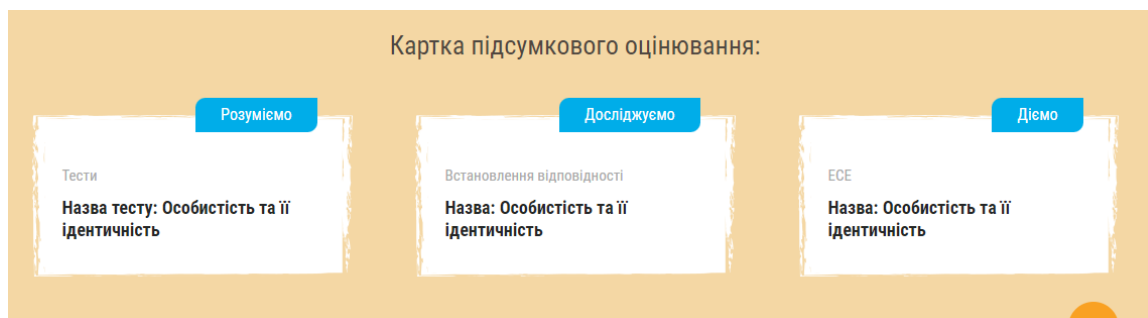 Картка підсумкового оцінювання:
Розуміємо
Тести
Назва тесту: Особистість та її
ідентичність
Досліджуємо
Встановлення відповідності
Назва: Особистість та її
ідентичність
Діємо
ЕСЕ
Назва: Особистість та її
ідентичність